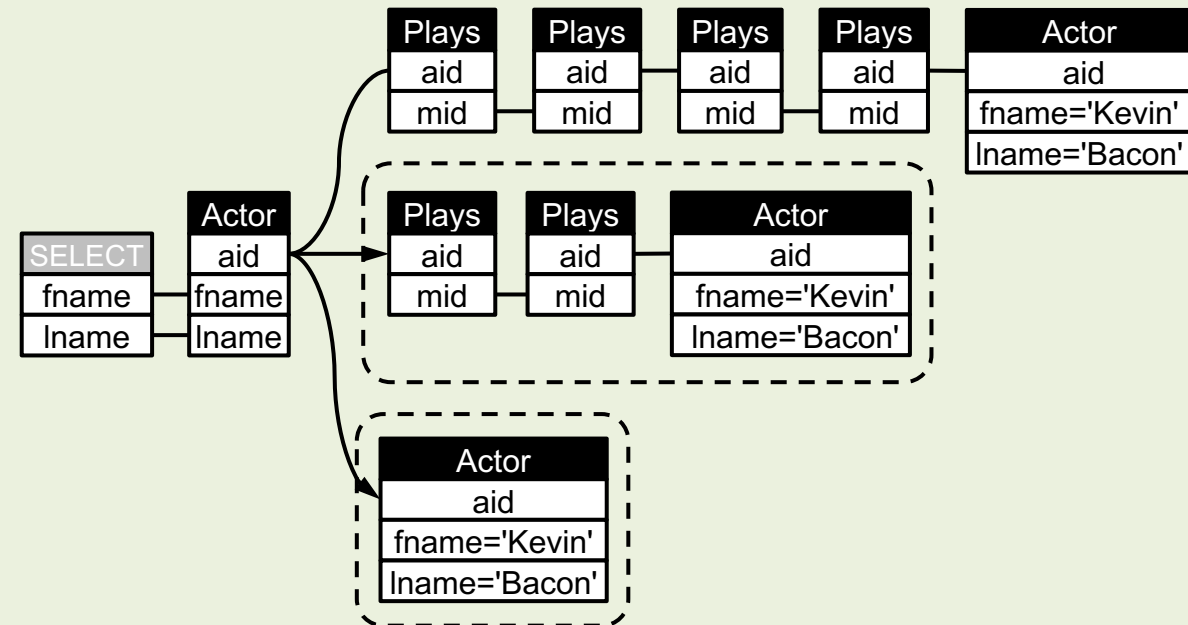 Plays Plays Plays Plays Actor
aid aid aid aid aid
mid mid mid mid fname='Kevin'
lname='Bacon'
Actor Plays Plays Actor
SELECT aid aid aid aid
fname fname mid mid fname='Kevin'
lname lname lname='Bacon'
Actor
aid
fname='Kevin'
lname='Bacon'